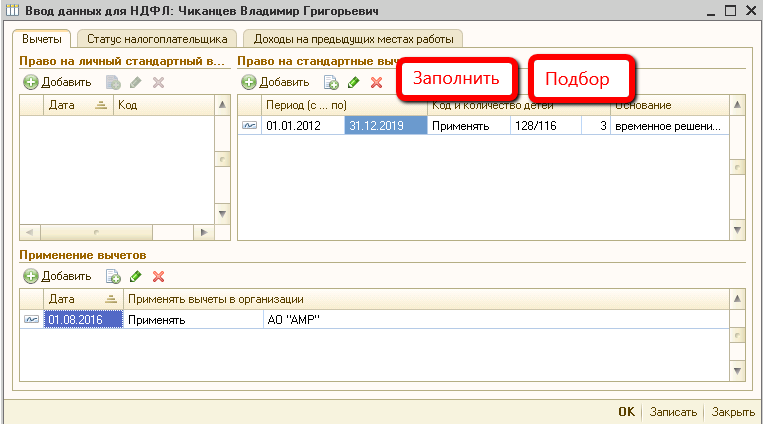 Ввод данных для НДФЛ: Чиканцев Владимир Григорьевич
Вычеты
Статус налогоплательщика
Доходы на предыдущих местах работы
Право на личный стандартный в...
Право на стандартные выч
Добавить
Добавить
Заполнить
Подбор
Дата
Код
Период (с ... по)
Код и количество детей
Основание
01.01.2012
31.12.2019
Применять
128/116
3
временное решени...
Применение вычетов
Добавить
Дата
Применять вычеты в организации
01.08.2016
Применять
АО "АМР"
OK
Записать
Закрыть